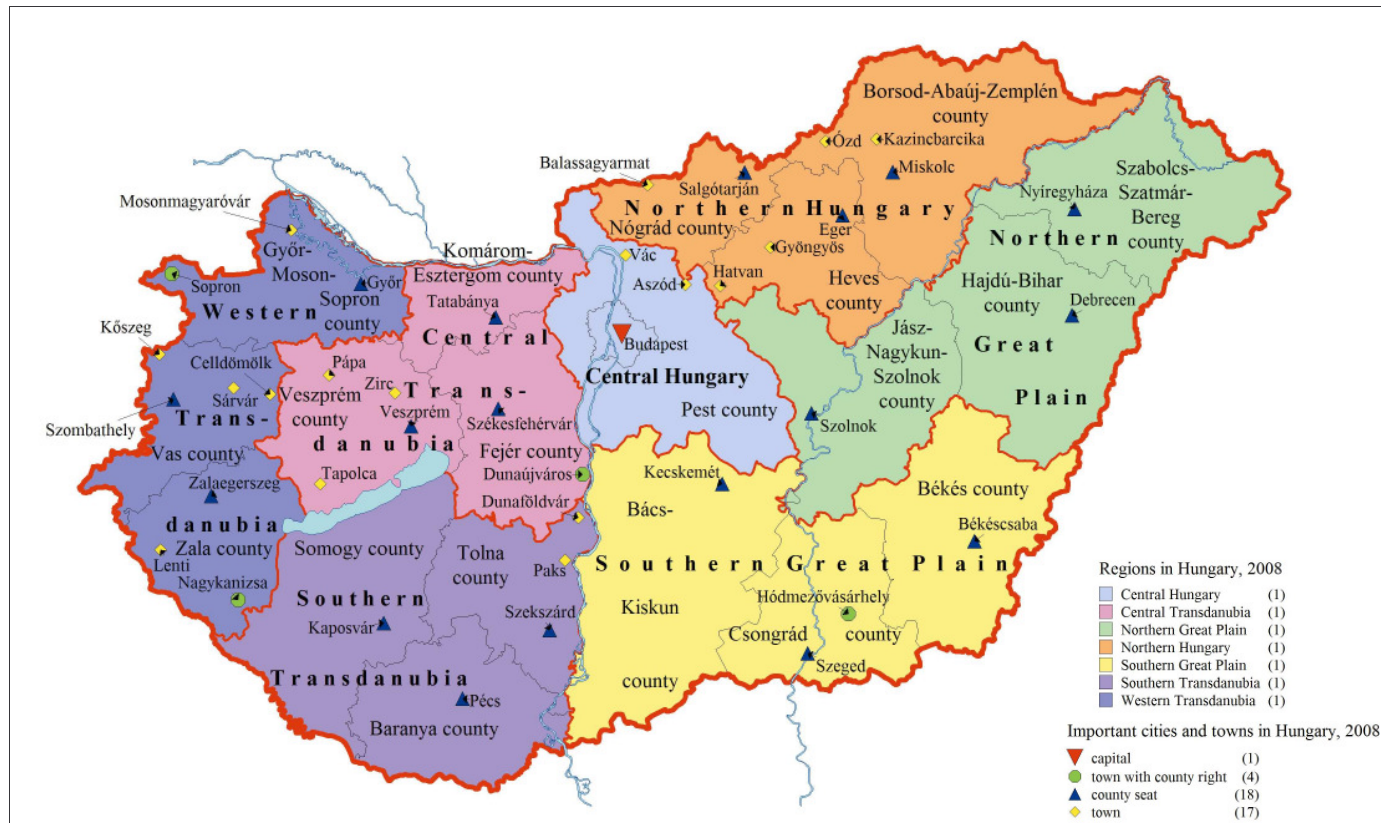 Borsod-Abaúj-Zemplén
county
Ózd
Kazincbarcika
Balassagyarmat
Miskolc
Salgótarján
Szabolcs-
Szatmár-
Bereg
county
Nyíregyháza
Mosonmagyaróvár
Northern Hungary
Nógrád county
Eger
Gyöngyös
Northern
Győr-
Moson-
Sopron
county
Komárom-
Esztergom county
Vác
Aszód
Hatvan
Heves
county
Hajdú-Bihar
county
Debrecen
Sopron
Győr
Western
Tatabánya
Kőszeg
Central
Budapest
Jász-
Nagykun-
Szolnok
county
Great
Celldömölk
Pápa
Zirc
Central Hungary
Sárvár
Veszprém
county
Trans-
Pest county
Plain
Szombathely
Trans-
Veszprém
Székesfehérvár
Szolnok
Vas county
danubia
Fejér county
Zalaegerszeg
Tapolca
Dunaújváros
Kecskemét
Békés county
Dunaföldvár
Bács-
danubia
Békéscsaba
Zala county
Lenti
Somogy county
Tolna
county
Paks
Southern Great Plain
Nagykanizsa
Southern
Szekszárd
Kiskun
Hódmezővásárhely
Kaposvár
Csongrád
county
Szeged
Transdanubia
county
Pécs
Baranya county
Regions in Hungary, 2008
Central Hungary (1)
Central Transdanubia (1)
Northern Great Plain (1)
Northern Hungary (1)
Southern Great Plain (1)
Southern Transdanubia (1)
Western Transdanubia (1)
Important cities and towns in Hungary, 2008
capital (1)
town with county right (4)
county seat (18)
town (17)